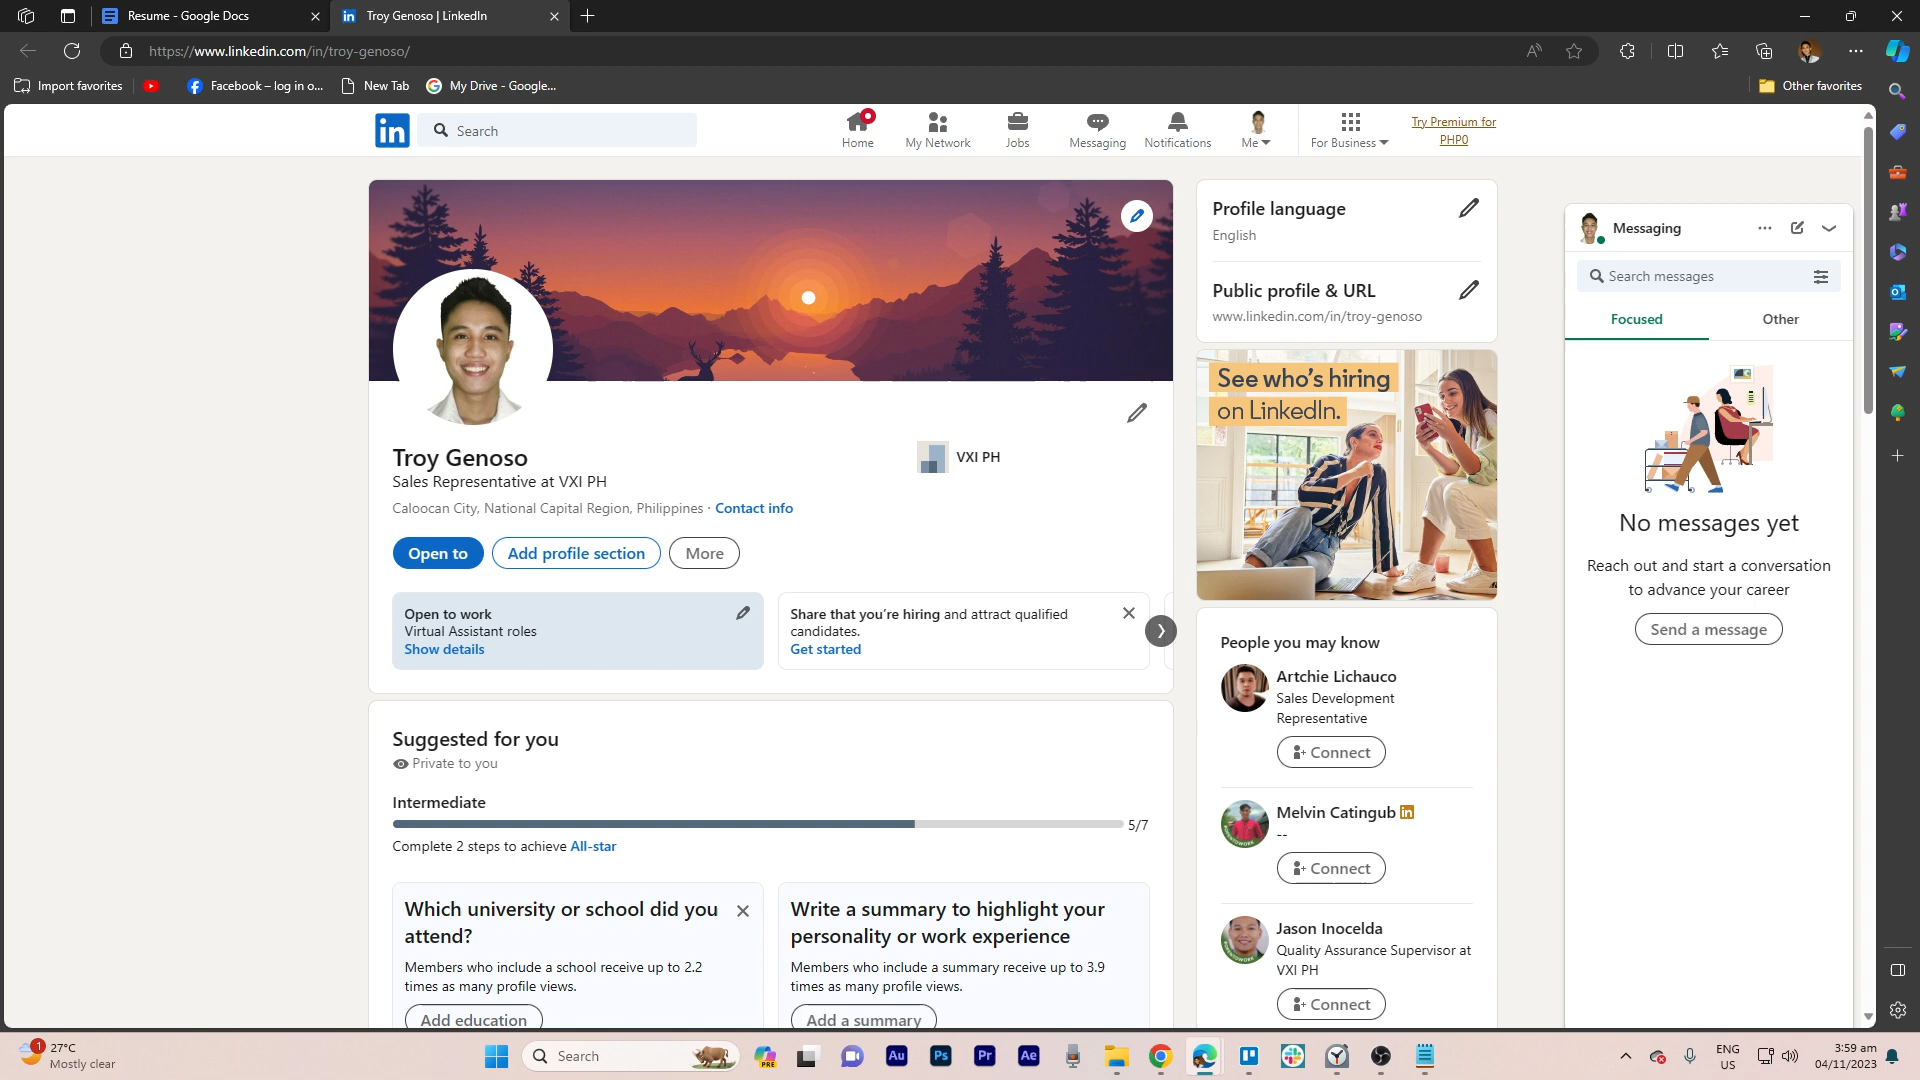 Resume - Google Docs
Troy Genoso | LinkedIn
https://www.linkedin.com/in/troy-genoso/
Import favorites
Facebook – log in o...
New Tab
My Drive - Google...
Other favorites
in
Search
Home
My Network
Jobs
Messaging
Notifications
Me
For Business
Try Premium for
PHP0
Troy Genoso
Sales Representative at VXI PH
Caloocan City, National Capital Region, Philippines · Contact info
VXI PH
Open to
Add profile section
More
Open to work
Virtual Assistant roles
Show details
Share that you're hiring and attract qualified
candidates.
Get started
Suggested for you
Private to you
Intermediate
5/7
Complete 2 steps to achieve All-star
Which university or school did you
attend?
Members who include a school receive up to 2.2
times as many profile views.
Add education
Write a summary to highlight your
personality or work experience
Members who include a summary receive up to 3.9
times as many profile views.
Add a summary
Profile language
English
Public profile & URL
www.linkedin.com/in/troy-genoso
See who's hiring
on LinkedIn.
People you may know
Artchie Lichauco
Sales Development
Representative
Connect
Melvin Catingub in
--
Connect
Jason Inocelda
Quality Assurance Supervisor at
VXI PH
Connect
Messaging
Search messages
Focused
Other
No messages yet
Reach out and start a conversation
to advance your career
Send a message
1
27°C
Mostly clear
Search
PRE
Au
Ps
Pr
Ae
ENG
US
3:59 am
04/11/2023